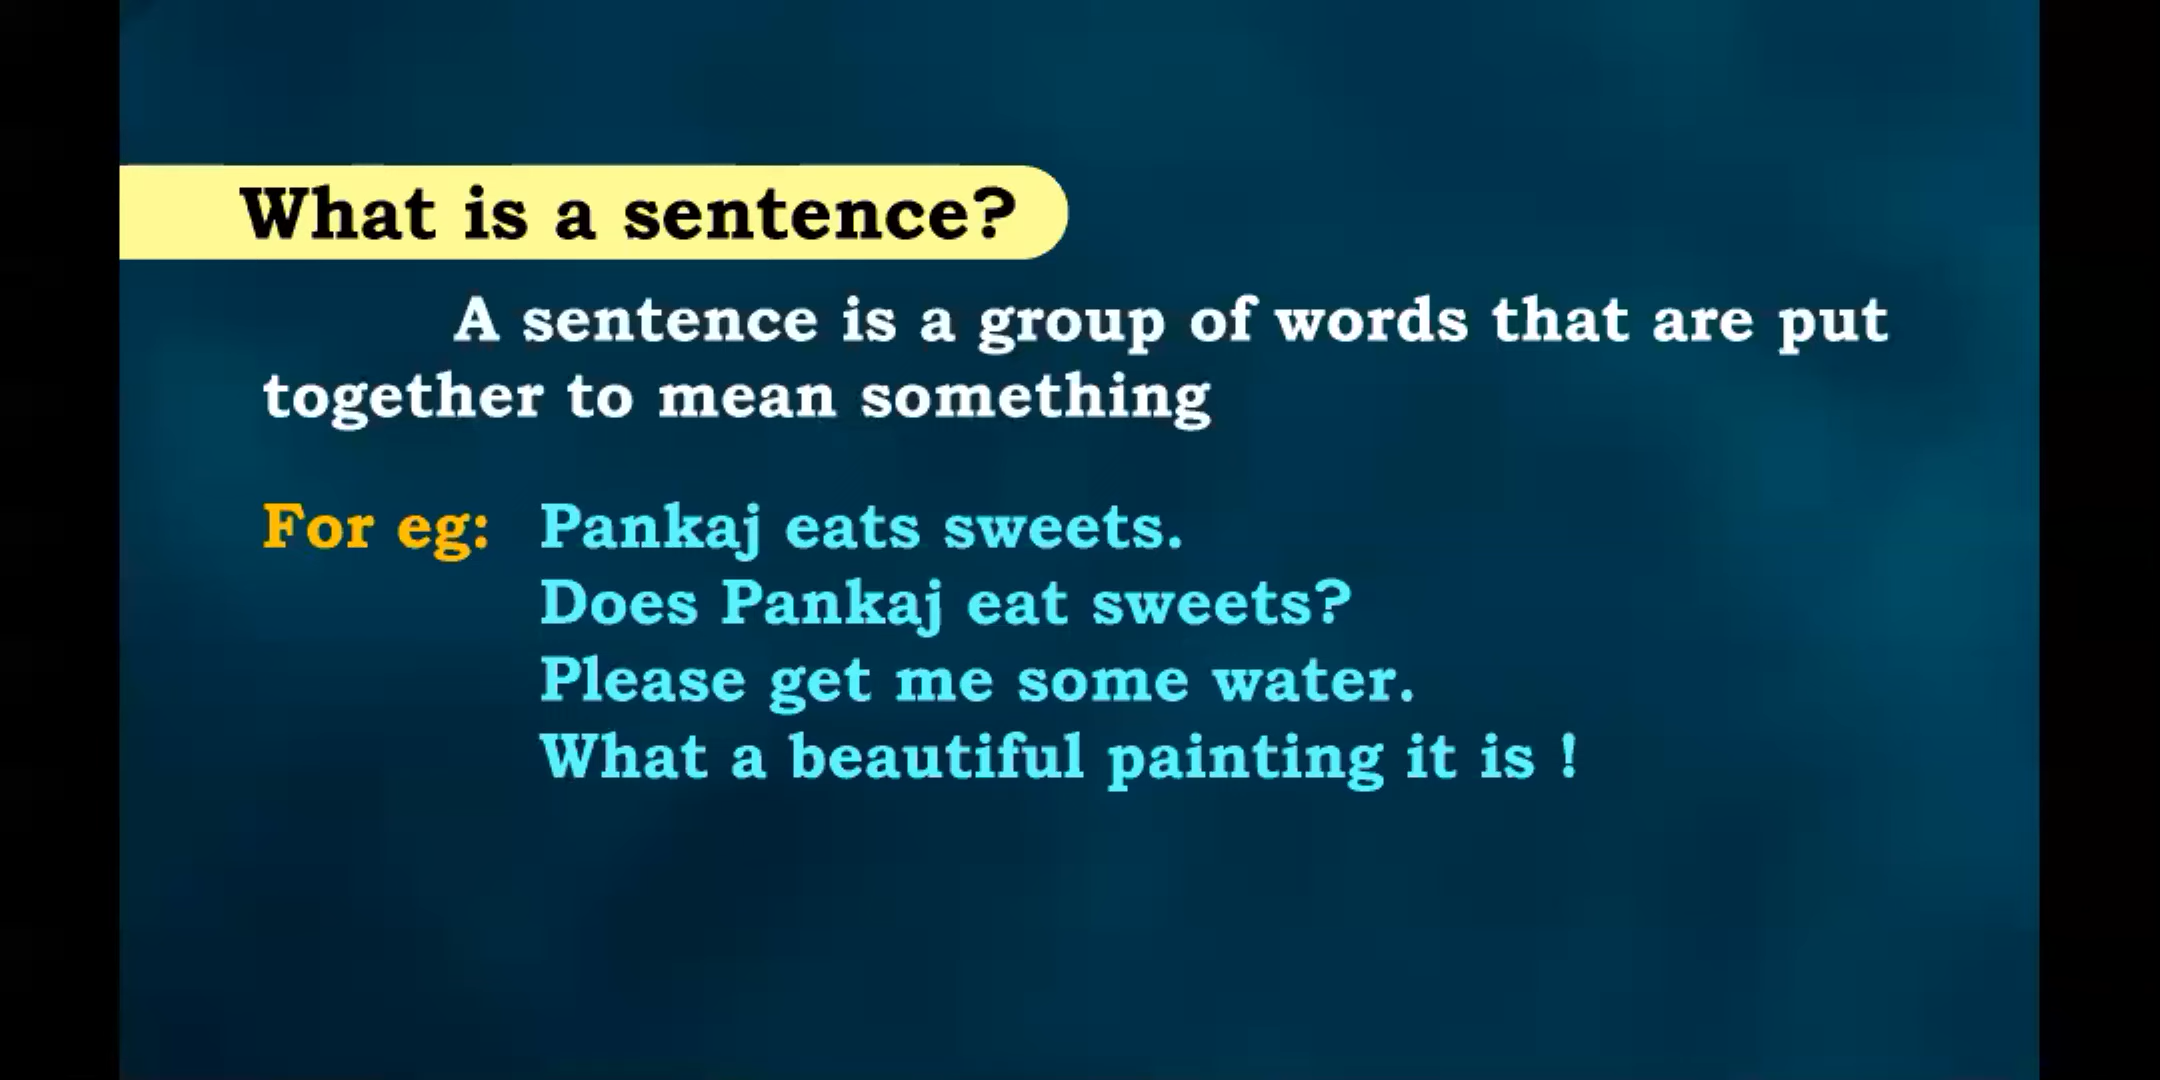 What is a sentence?
A sentence is a group of words that are put
together to mean something
For eg: Pankaj eats sweets.
Does Pankaj eat sweets?
Please get me some water.
What a beautiful painting it is !